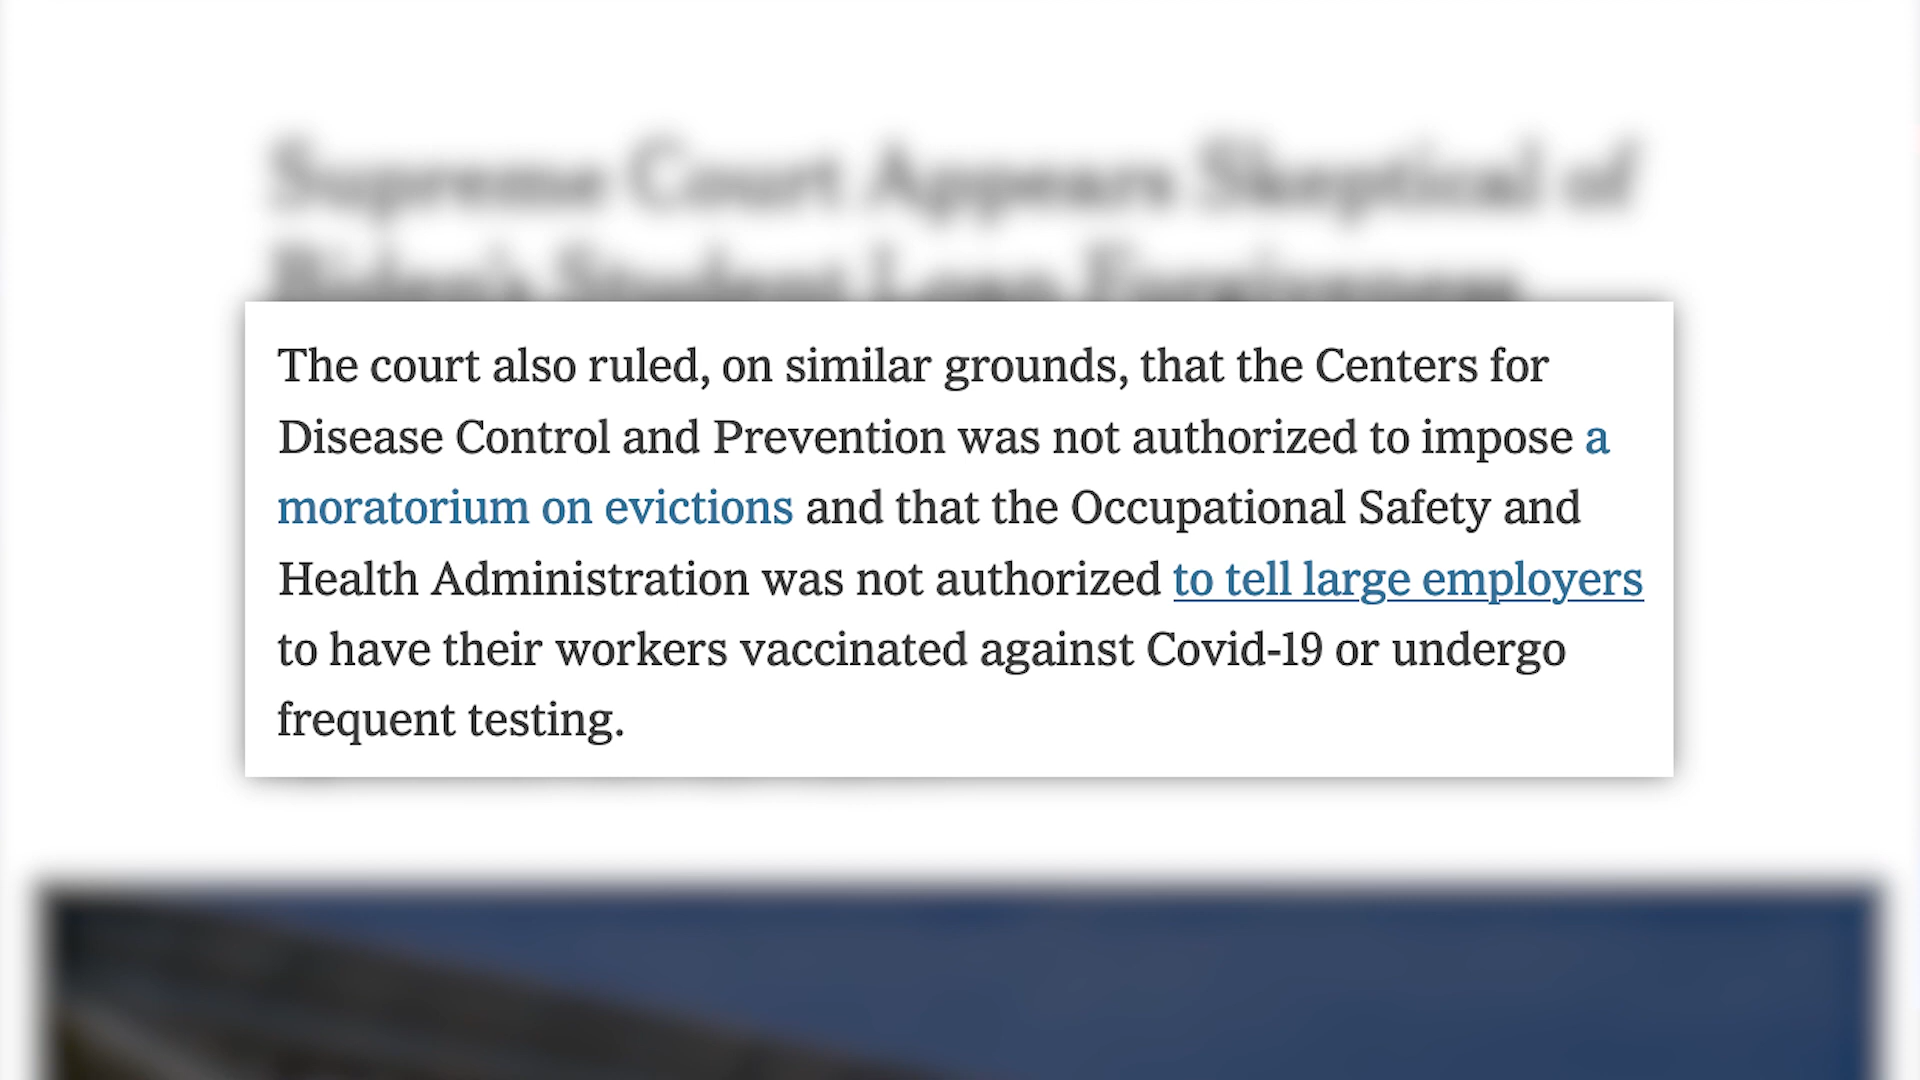 Supreme Court Appears Skeptical of
Biden's Student Loan Forgiveness
The court also ruled, on similar grounds, that the Centers for
Disease Control and Prevention was not authorized to impose a
moratorium on evictions and that the Occupational Safety and
Health Administration was not authorized to tell large employers
to have their workers vaccinated against Covid-19 or undergo
frequent testing.